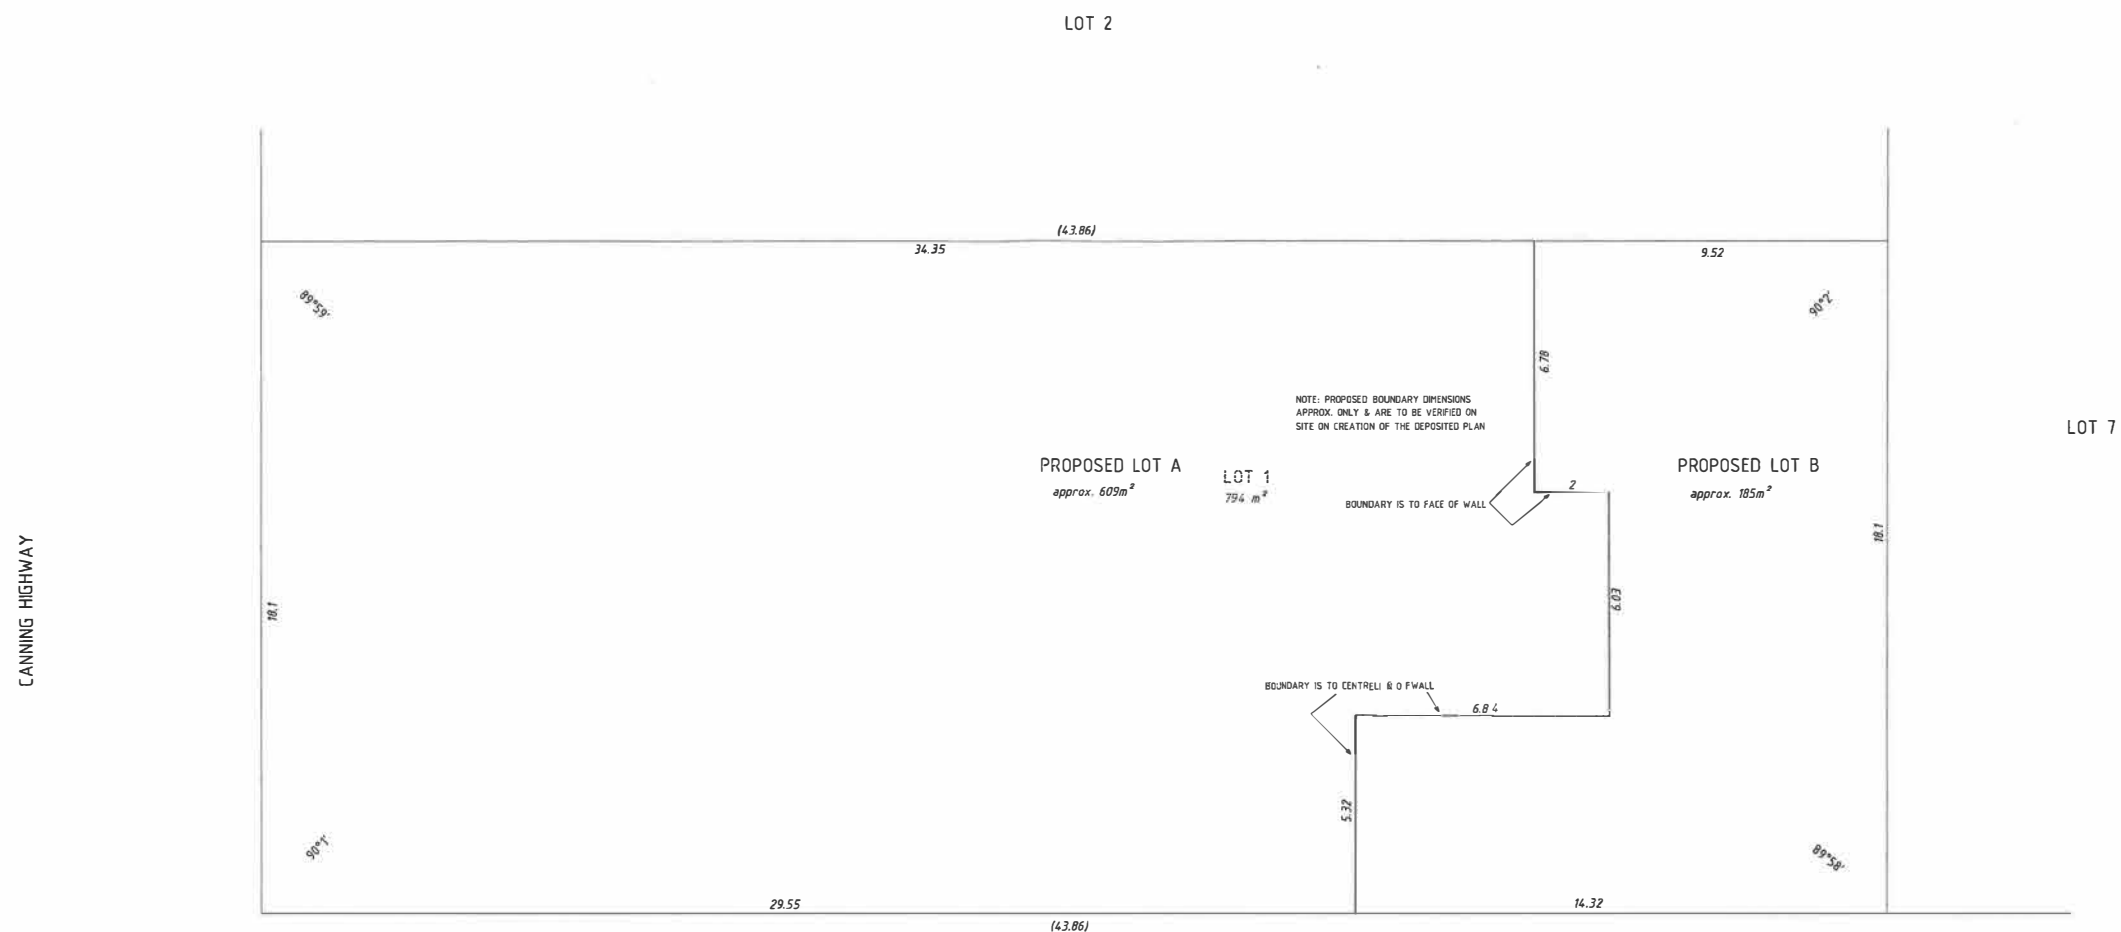 LOT 2
(43.86)
34.35
9.52
89°59'
90°2'
6.78
NOTE: PROPOSED BOUNDARY DIMENSIONS
APPROX. ONLY & ARE TO BE VERIFIED ON
SITE ON CREATION OF THE DEPOSITED PLAN
LOT 7
PROPOSED LOT A
approx. 609m²
LOT 1
794 m²
PROPOSED LOT B
approx. 185m²
2
BOUNDARY IS TO FACE OF WALL
18.1
CANNING HIGHWAY
18.1
6.03
BOUNDARY IS TO O FWALL
6.84
5.32
90°1'
89°58'
29.55
14.32
(43.86)